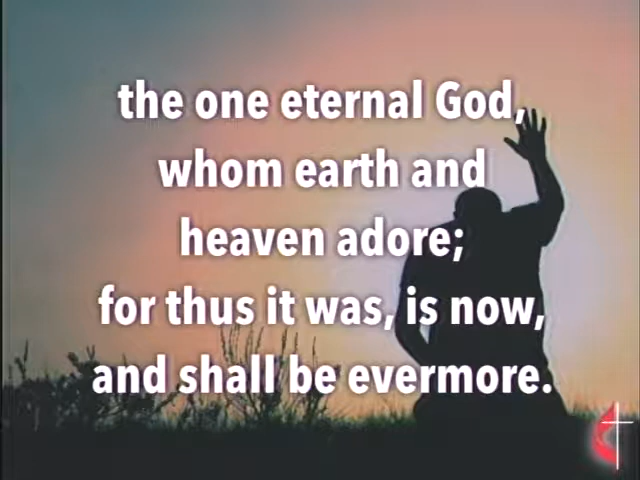 the one eternal God,
whom earth and
heaven adore;
for thus it was, is now,
and shall be evermore.